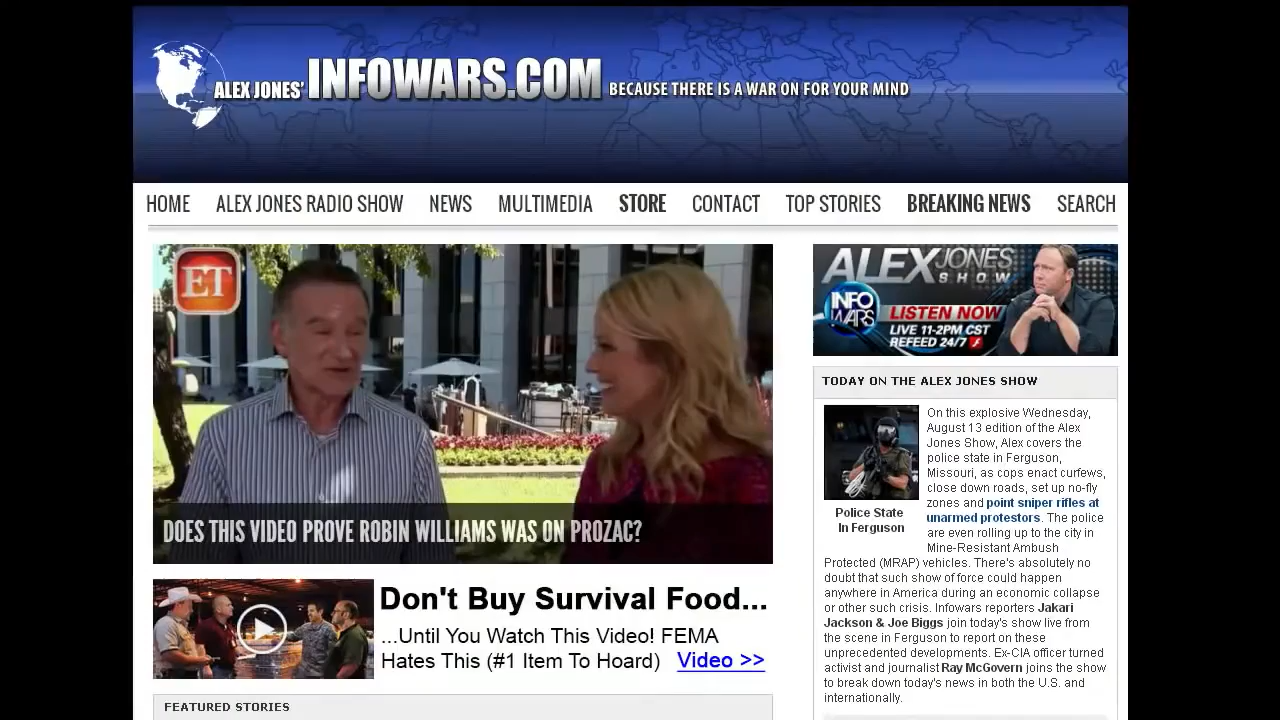 ALEX JONES' INFOWARS.COM BECAUSE THERE IS A WAR ON FOR YOUR MIND
HOME ALEX JONES RADIO SHOW NEWS MULTIMEDIA STORE CONTACT TOP STORIES BREAKING NEWS SEARCH
ET
DOES THIS VIDEO PROVE ROBIN WILLIAMS WAS ON PROZAC?
Don't Buy Survival Food...
...Until You Watch This Video! FEMA
Hates This (#1 Item To Hoard) Video >>
FEATURED STORIES
ALEX JONES
SHOW
INFO
WARS
LISTEN NOW
LIVE 11-2PM CST
REFEED 24/7
TODAY ON THE ALEX JONES SHOW
Police State
In Ferguson
On this explosive Wednesday,
August 13 edition of the Alex
Jones Show, Alex covers the
police state in Ferguson,
Missouri, as cops enact curfews,
close down roads, set up no-fly
zones and point sniper rifles at
unarmed protestors. The police
are even rolling up to the city in
Mine-Resistant Ambush
Protected (MRAP) vehicles. There's absolutely no
doubt that such show of force could happen
anywhere in America during an economic collapse
or other such crisis. Infowars reporters Jakari
Jackson & Joe Biggs join today's show live from
the scene in Ferguson to report on these
unprecedented developments. Ex-CIA officer turned
activist and journalist Ray McGovern joins the show
to break down today's news in both the U.S. and
internationally.